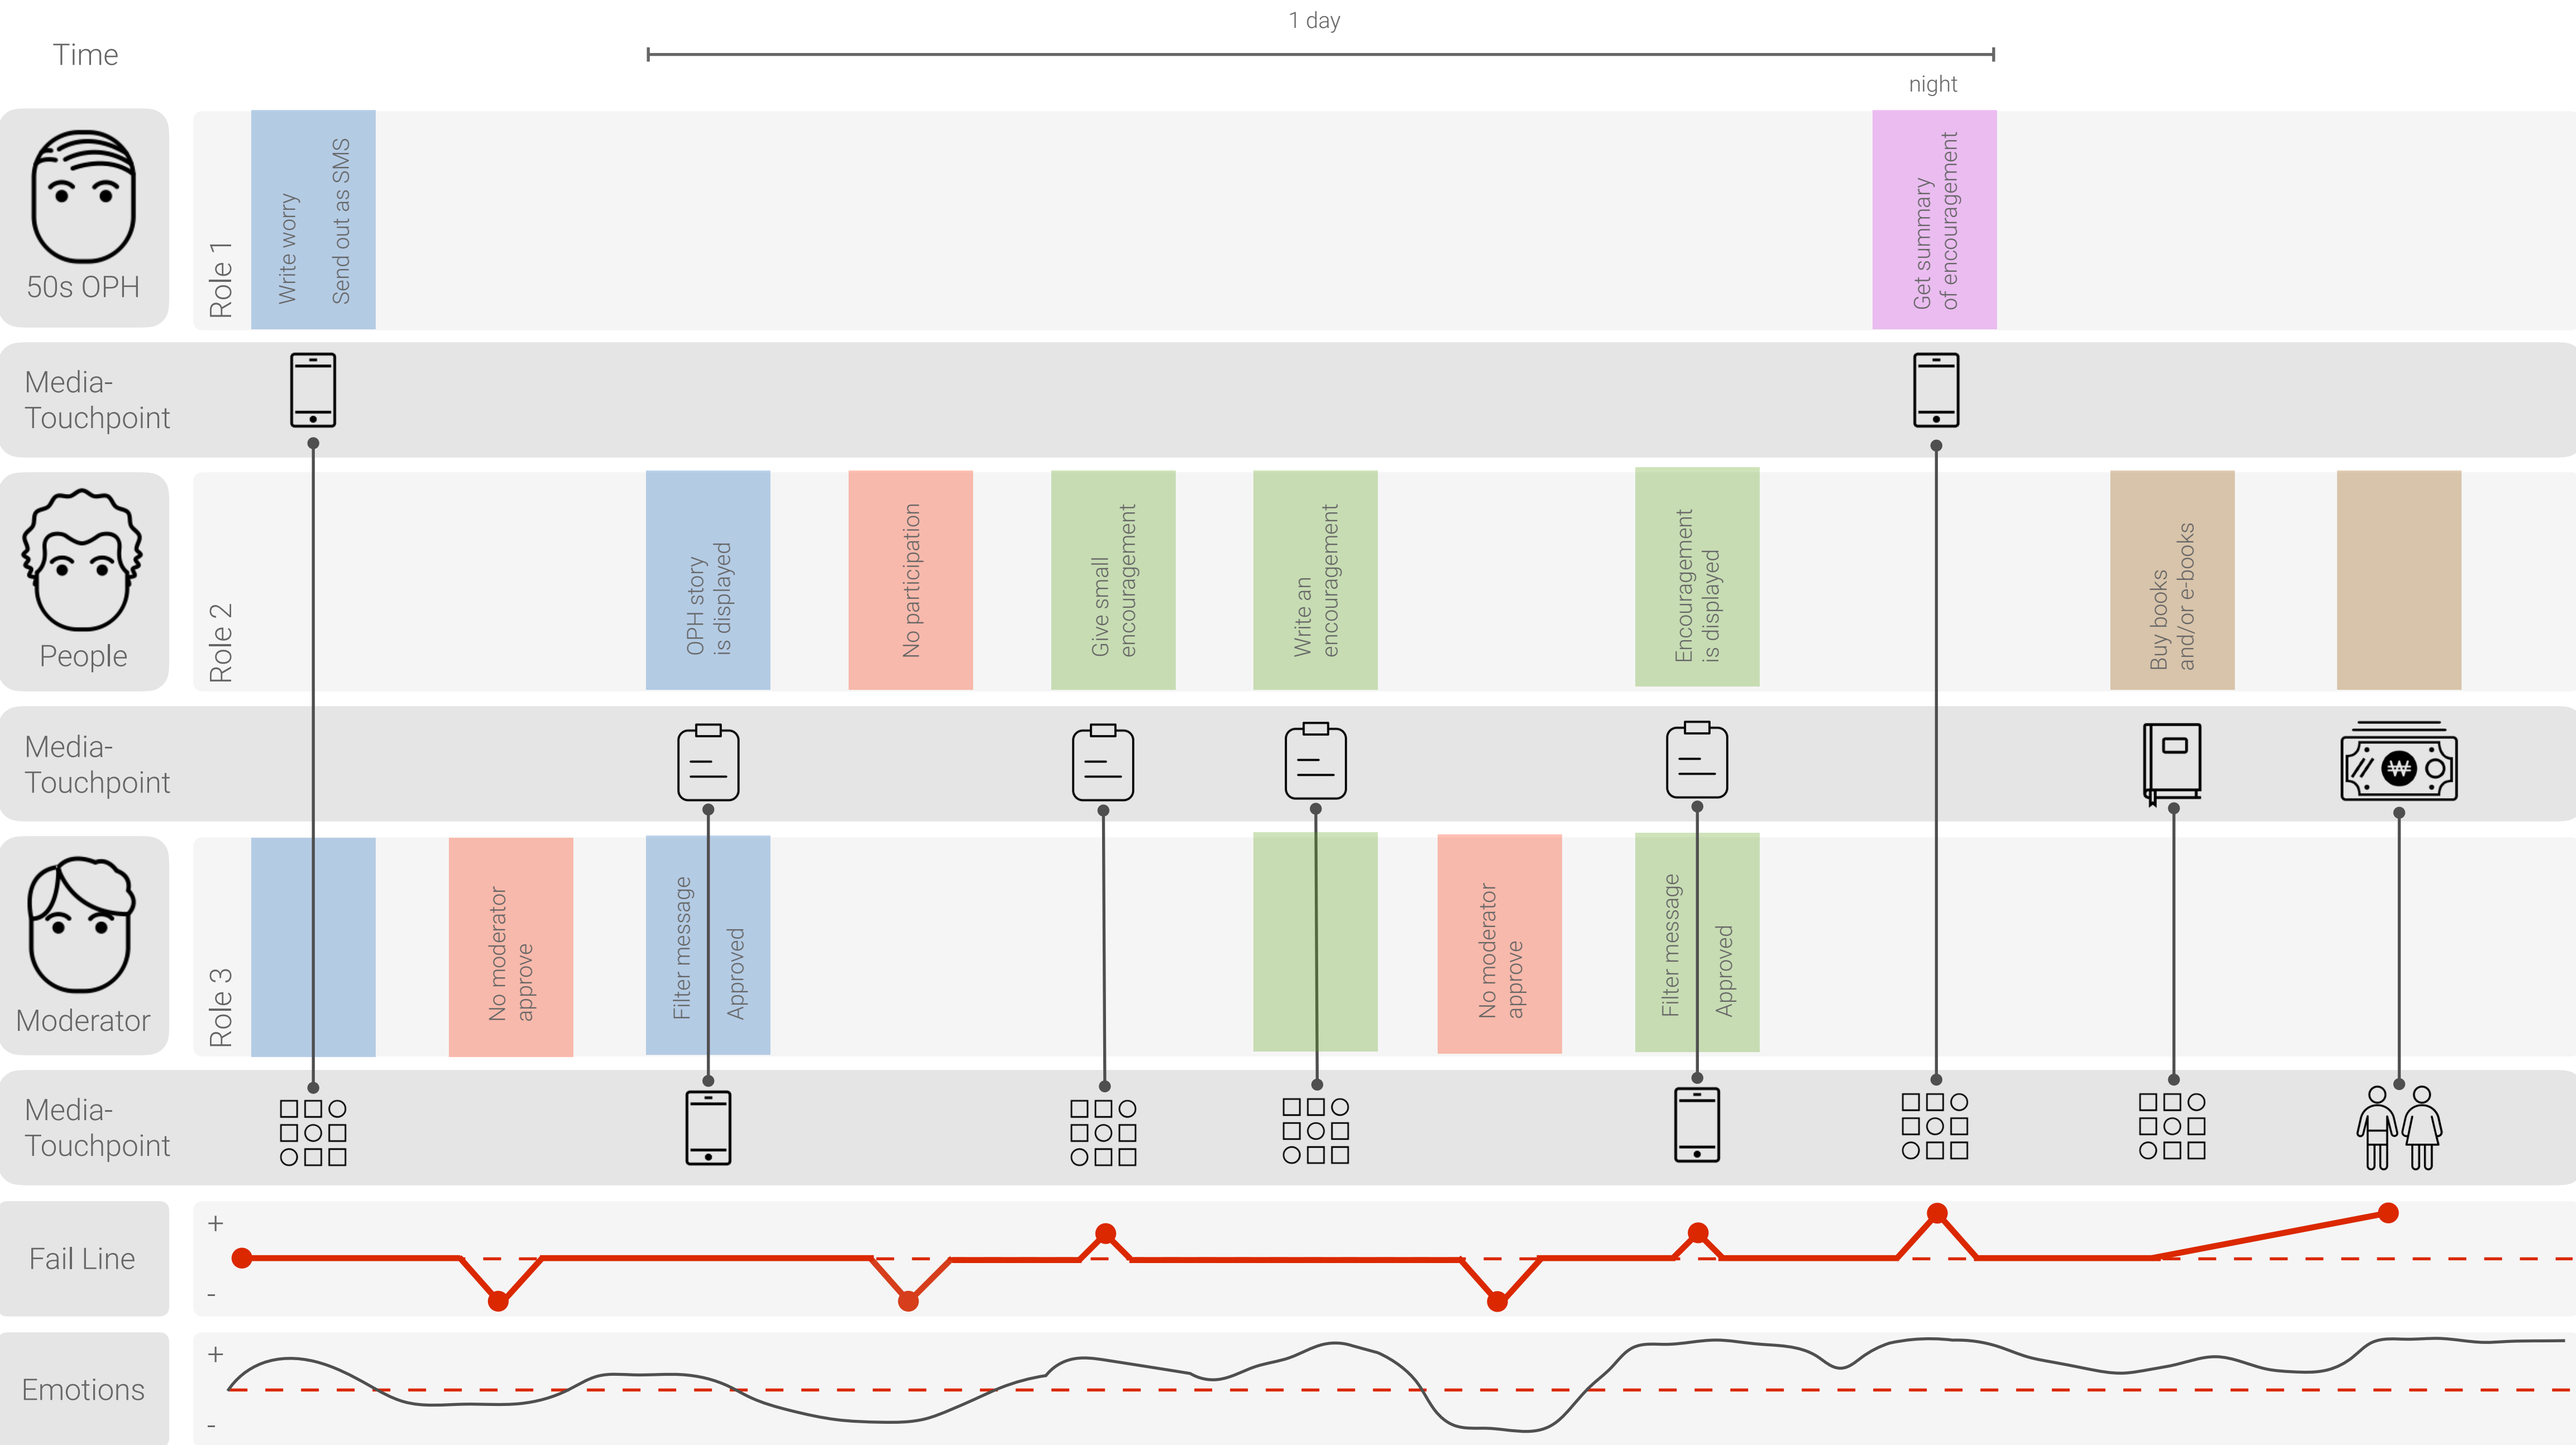 1 day
Time
night
50s OPH
Role 1
Write worry
Send out as SMS
Get summary
of encouragement
Media-
Touchpoint
People
Role 2
OPH story
is displayed
No participation
Give small
encouragement
Write an
encouragement
Encouragement
is displayed
Buy books
and/or e-books
Media-
Touchpoint
₩
Moderator
Role 3
No moderator
approve
Filter message
Approved
No moderator
approve
Filter message
Approved
Media-
Touchpoint
Fail Line
+
-
Emotions
+
-